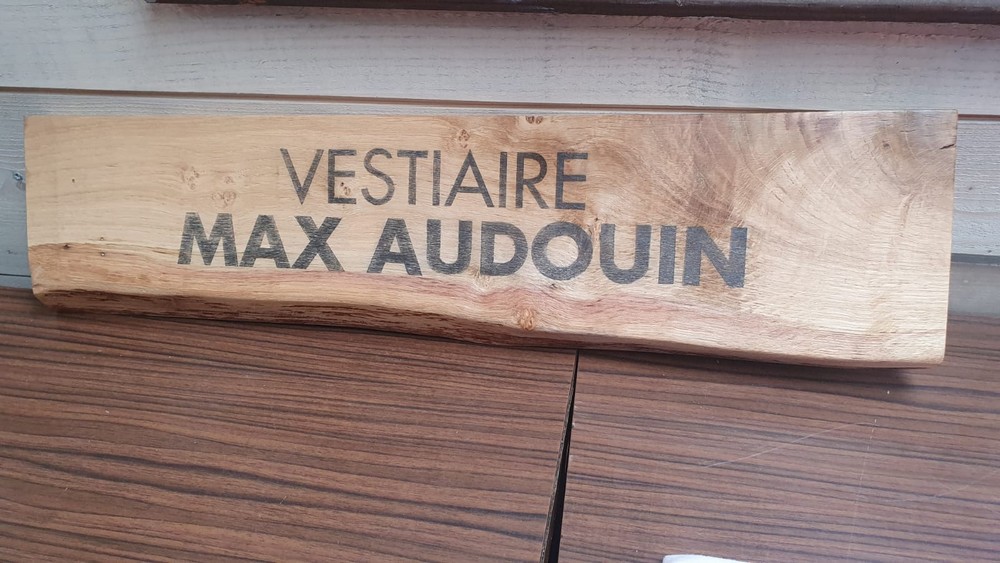 VESTIAIRE
MAX AUDOUIN